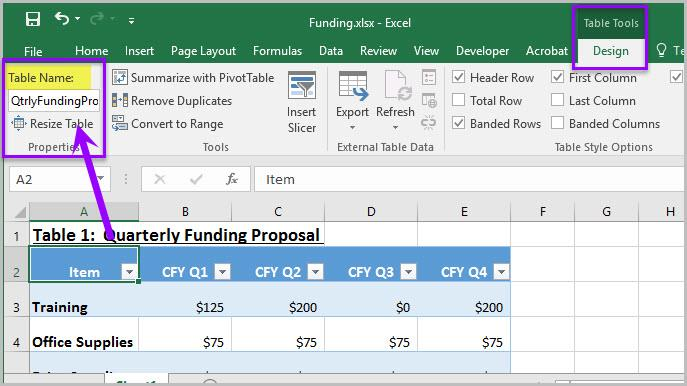 Funding.xlsx - Excel
Table Tools
File Home Insert Page Layout Formulas Data Review View Developer Acrobat Design Te
Table Name:
QtrlyFundingPro
Resize Table
Properties
Summarize with PivotTable
Remove Duplicates
Convert to Range
Tools
Insert
Slicer
Export Refresh
External Table Data
Header Row First Column
Total Row Last Column
Banded Rows Banded Columns
Table Style Options
A2 fx Item
A B C D E F G H
1 Table 1: Quarterly Funding Proposal
2 Item CFY Q1 CFY Q2 CFY Q3 CFY Q4
3 Training $125 $200 $0 $200
4 Office Supplies $75 $75 $75 $75